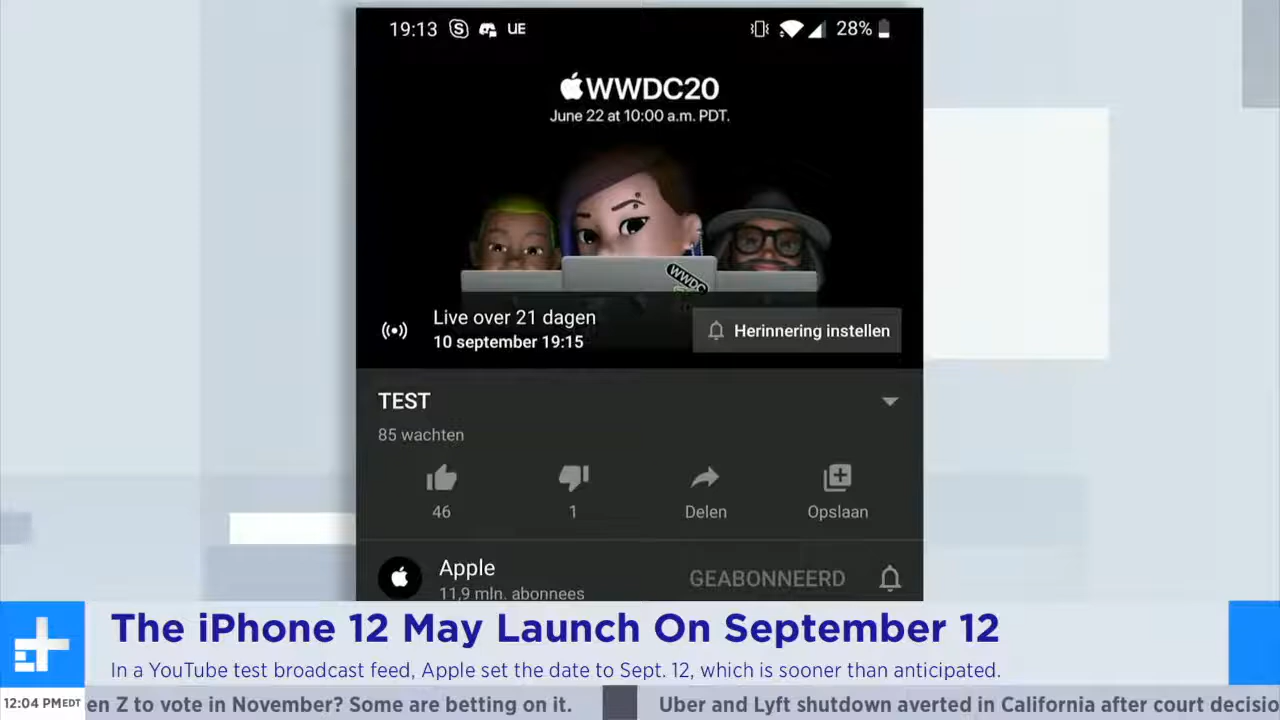 19:13 UE 28%
WWDC20
June 22 at 10:00 a.m. PDT.
WWDC
Live over 21 dagen
10 september 19:15
Herinnering instellen
TEST
85 wachten
46
1
Delen
Opslaan
Apple
11,9 mln. abonnees
GEABONNEERD
The iPhone 12 May Launch On September 12
In a YouTube test broadcast feed, Apple set the date to Sept. 12, which is sooner than anticipated.
12:04 PM EDT
en Z to vote in November? Some are betting on it.
Uber and Lyft shutdown averted in California after court decisio